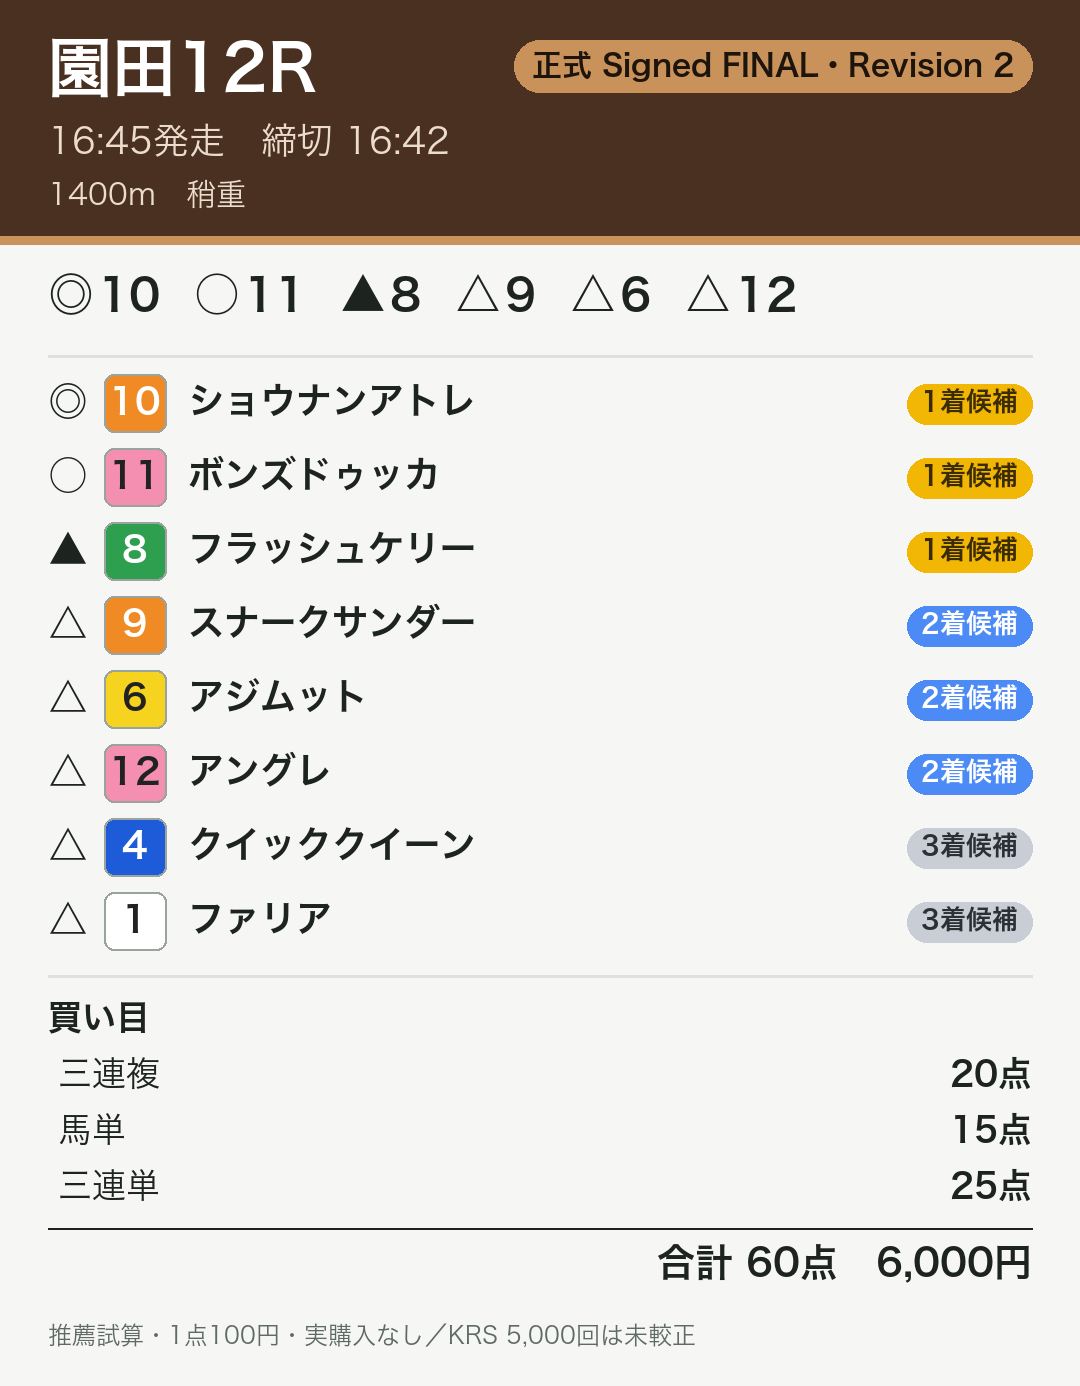 園田12R
正式 Signed FINAL・Revision 2
16:45発走 締切 16:42
1400m 稍重
◎10 ○11 ▲8 △9 △6 △12
◎ 10 ショウナンアトレ 1着候補
○ 11 ボンズドゥッカ 1着候補
▲ 8 フラッシュケリー 1着候補
△ 9 スナークサンダー 2着候補
△ 6 アジムット 2着候補
△ 12 アングレ 2着候補
△ 4 クイッククイーン 3着候補
△ 1 ファリア 3着候補
買い目
三連複 20点
馬単 15点
三連単 25点
合計 60点 6,000円
推薦試算・1点100円・実購入なし／KRS 5,000回は未較正